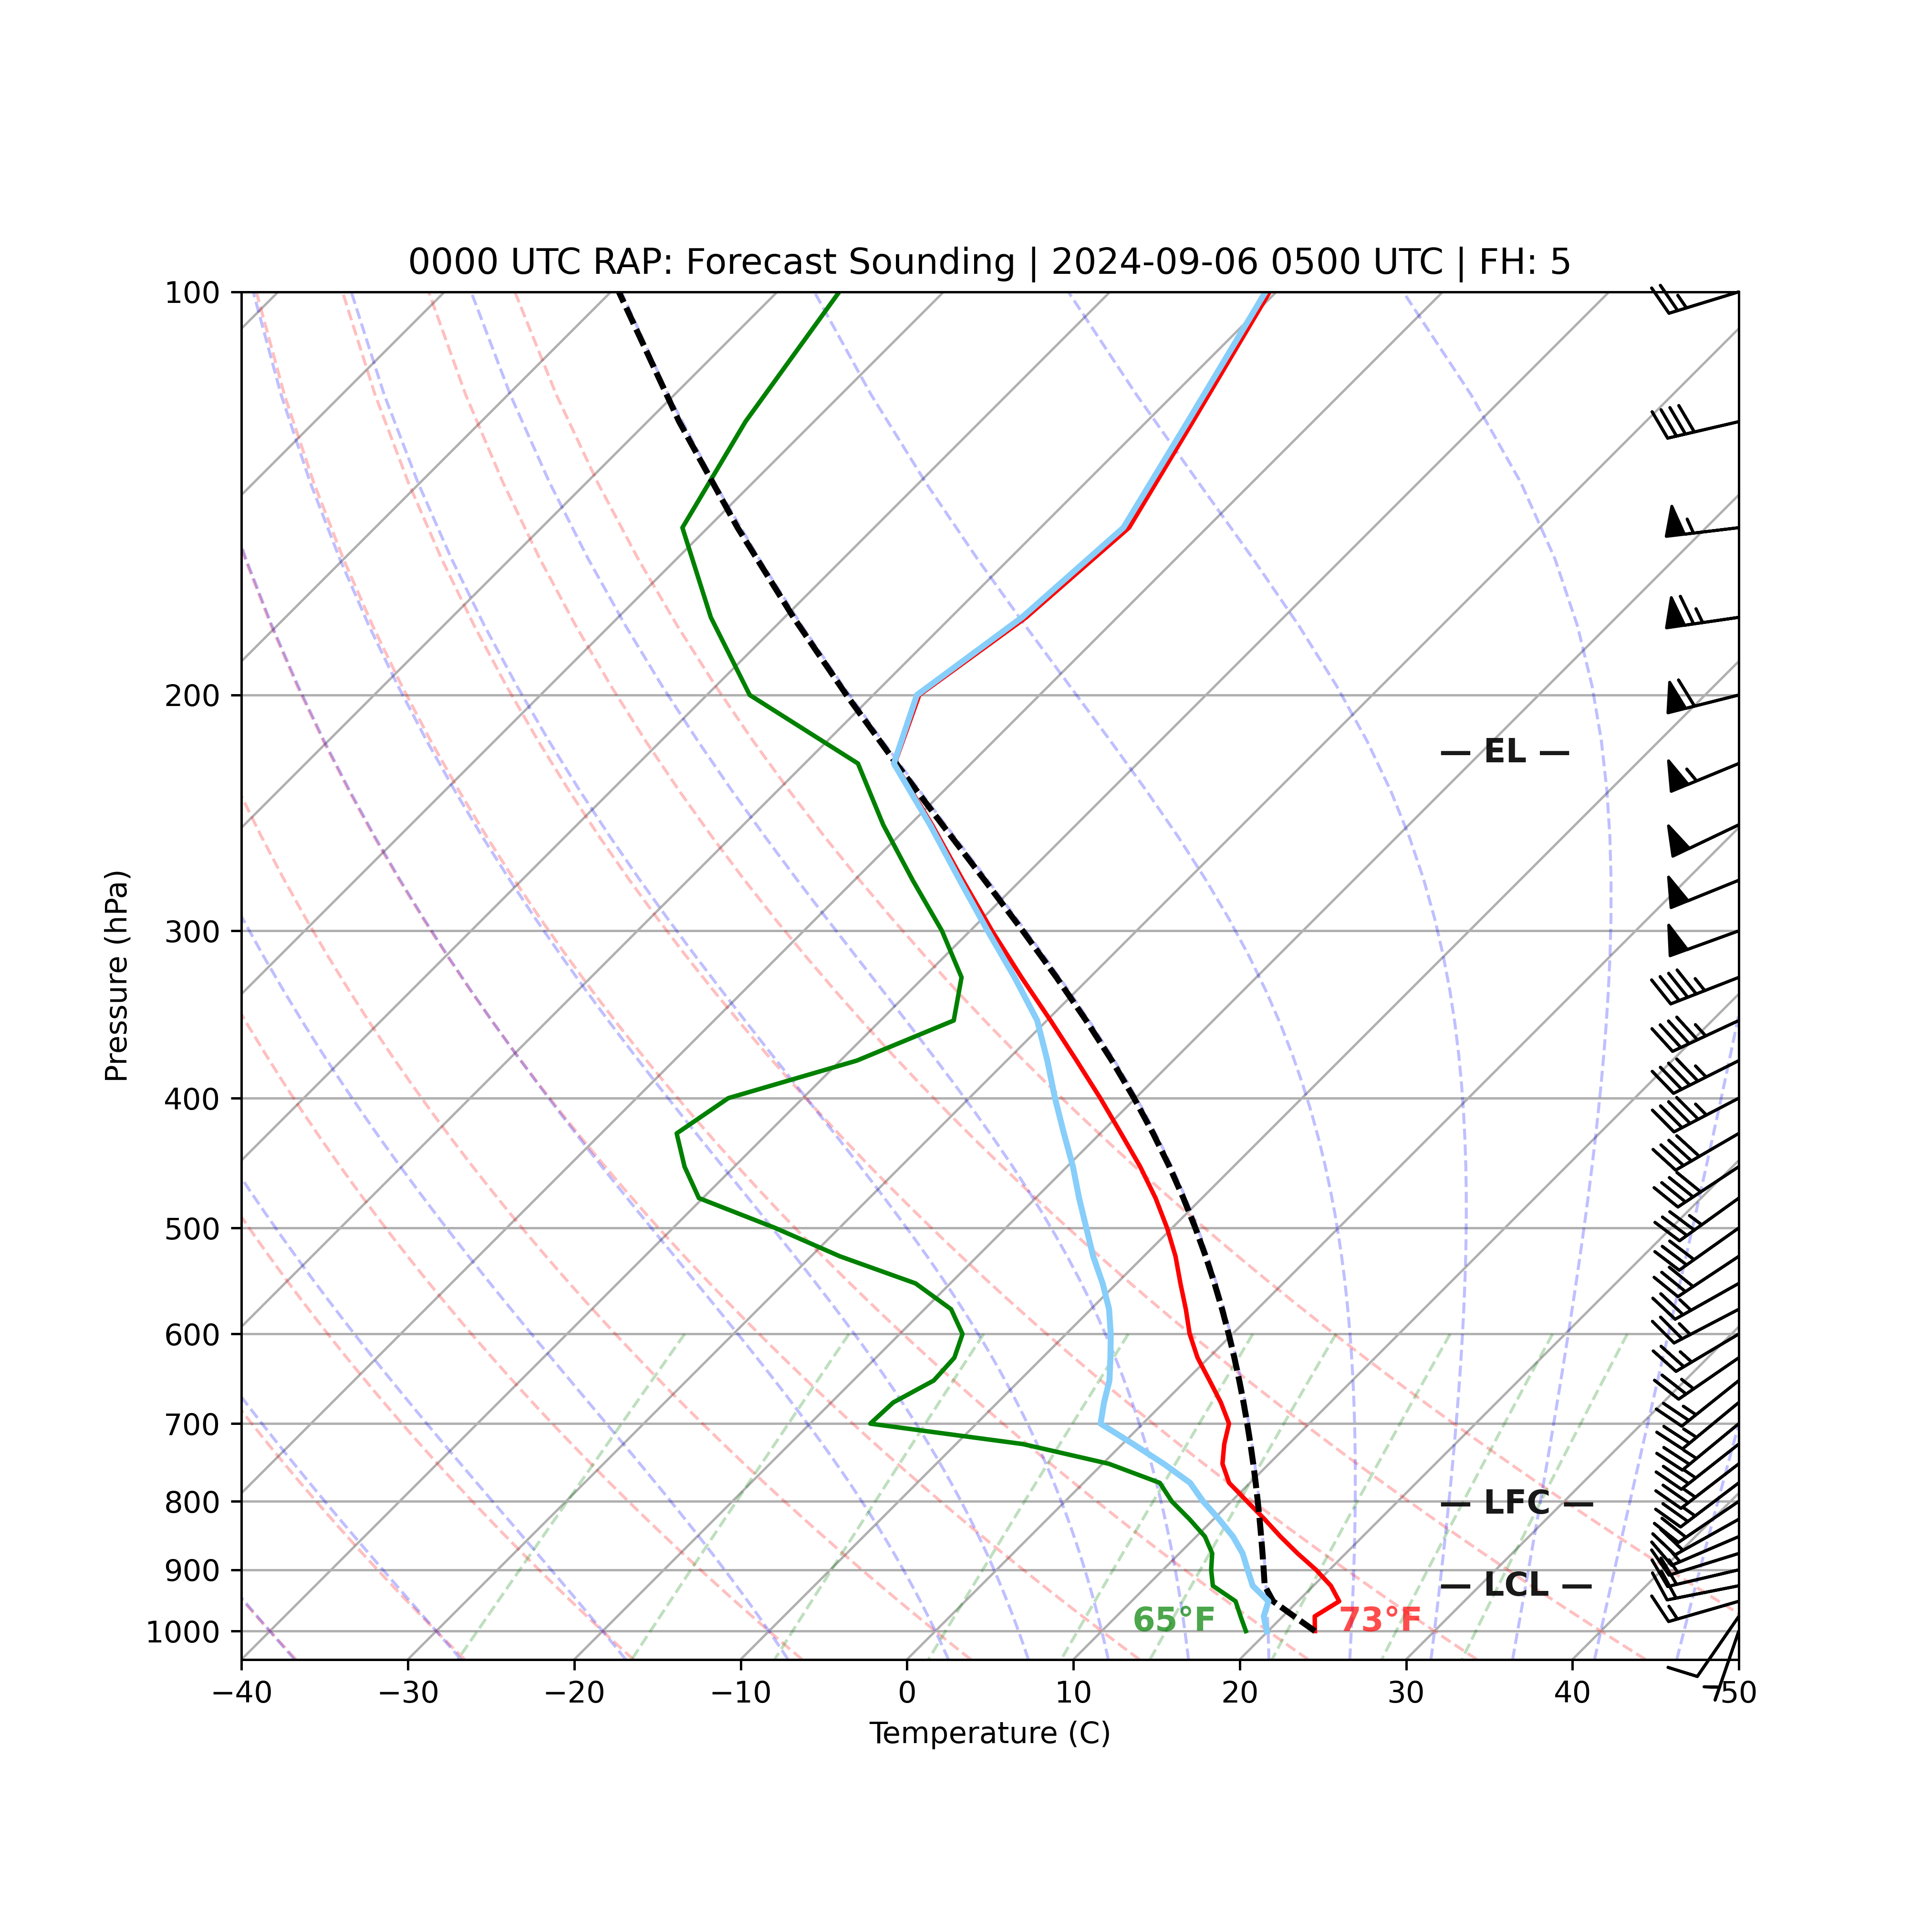 0000 UTC RAP: Forecast Sounding | 2024-09-06 0500 UTC | FH: 5
100
200
— EL —
300
Pressure (hPa)
400
500
600
700
800
— LFC —
900
— LCL —
1000
65°F
73°F
−40
−30
−20
−10
0
10
20
30
40
50
Temperature (C)